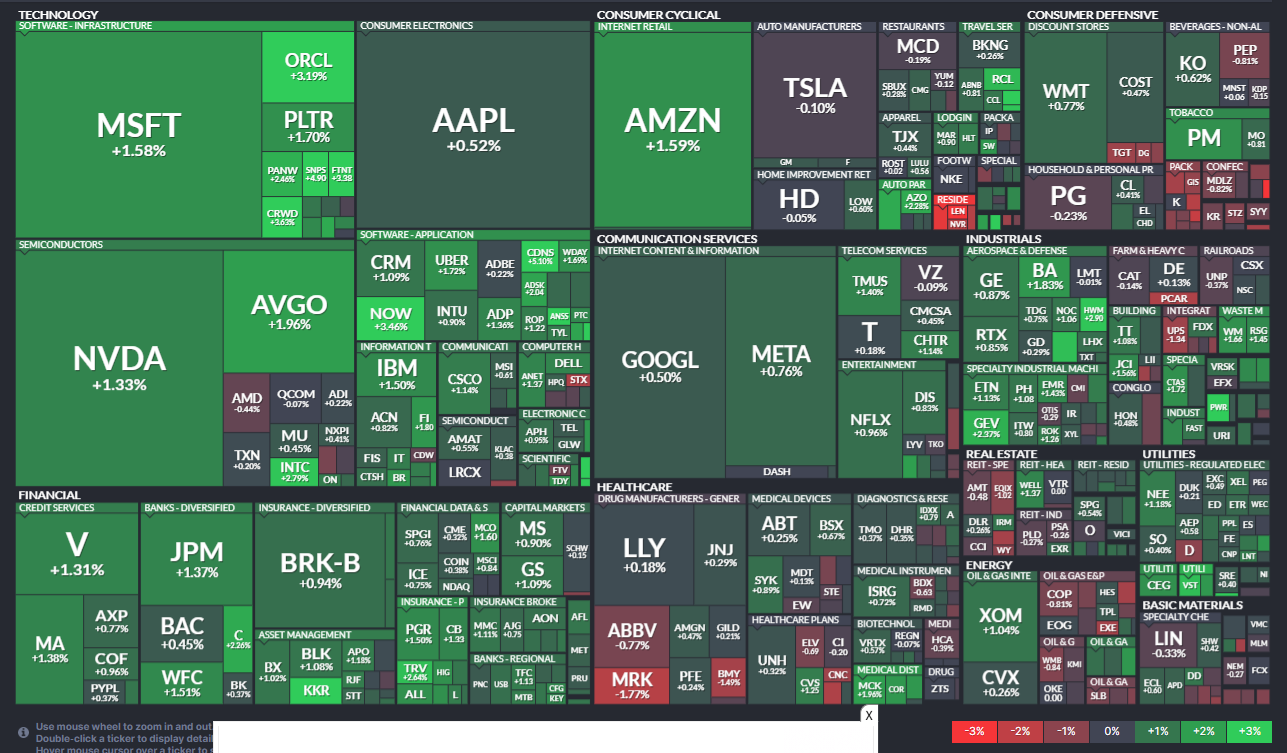 TECHNOLOGY
SOFTWARE - INFRASTRUCTURE
MSFT
+1.58%
ORCL
+3.19%
PLTR
+1.70%
PANW
+2.46%
SNPS
+4.90
FTNT
+3.38
CRWD
+3.63%
CONSUMER ELECTRONICS
AAPL
+0.52%
SEMICONDUCTORS
NVDA
+1.33%
AVGO
+1.96%
AMD
-0.44%
QCOM
-0.07%
ADI
+0.22%
TXN
+0.20%
MU
+0.45%
NXPI
+0.41%
INTC
+2.79%
ON
SOFTWARE - APPLICATION
CRM
+1.09%
UBER
+1.72%
ADBE
+0.22%
CDNS
+5.10%
WDAY
+1.69%
NOW
+3.46%
INTU
+0.90%
ADP
+1.36%
ADSK
+2.04
ROP
+1.22
ANSS
PTC
TYL
INFORMATION T
IBM
+1.50%
ACN
+0.82%
FI
+1.80
FIS
IT
CDW
CTSH
BR
COMMUNICATI
CSCO
+1.14%
MSI
+0.61
COMPUTER H
DELL
ANET
+1.37
HPQ
STX
SEMICONDUCT
AMAT
+0.55%
KLAC
+0.38
LRCX
ELECTRONIC C
APH
+0.95%
TEL
GLW
SCIENTIFIC
FTV
TDY
CONSUMER CYCLICAL
INTERNET RETAIL
AMZN
+1.59%
AUTO MANUFACTURERS
TSLA
-0.10%
GM
F
HOME IMPROVEMENT RET
HD
-0.05%
LOW
+0.60%
RESTAURANTS
MCD
-0.19%
SBUX
+0.28%
CMG
YUM
-0.12
TRAVEL SER
BKNG
+0.26%
ABNB
+0.81
RCL
CCL
APPAREL
TJX
+0.44%
ROST
+0.02
LULU
+0.56
LODGIN
MAR
+0.90
HLT
PACKA
IP
SW
FOOTW
NKE
SPECIAL
AUTO PAR
AZO
+2.28%
RESIDE
LEN
NVR
CONSUMER DEFENSIVE
DISCOUNT STORES
WMT
+0.77%
COST
+0.47%
TGT
DG
BEVERAGES - NON-AL
KO
+0.62%
PEP
-0.81%
MNST
+0.06
KDP
-0.15
TOBACCO
PM
MO
+0.81
HOUSEHOLD & PERSONAL PR
PG
-0.23%
CL
+0.41%
EL
CHD
PACK
GIS
K
CONFEC
MDLZ
-0.82%
KR
STZ
SYY
COMMUNICATION SERVICES
INTERNET CONTENT & INFORMATION
GOOGL
+0.50%
META
+0.76%
DASH
TELECOM SERVICES
TMUS
+1.40%
VZ
-0.09%
T
+0.18%
CMCSA
+0.45%
CHTR
+1.14%
ENTERTAINMENT
NFLX
+0.96%
DIS
+0.83%
LYV
TKO
INDUSTRIALS
AEROSPACE & DEFENSE
GE
+0.87%
BA
+1.83%
LMT
-0.01%
RTX
+0.85%
TDG
+0.75%
NOC
+1.06
HWM
+2.90
GD
+0.29%
LHX
TXT
FARM & HEAVY C
CAT
-0.14%
DE
+0.13%
PCAR
RAILROADS
UNP
-0.37%
CSX
NSC
SPECIALTY INDUSTRIAL MACHI
ETN
+1.13%
PH
+1.08
EMR
+1.43%
CMI
GEV
+2.37%
ITW
+0.80
OTIS
-0.29
IR
ROK
+1.26
XYL
BUILDING
TT
+1.08%
JCI
+1.56%
LII
INTEGRAT
UPS
-1.34
FDX
WASTE M
WM
+1.66
RSG
+1.45
CONGLO
HON
+0.48%
SPECIA
CTAS
+1.72
VRSK
EFX
PWR
INDUST
FAST
URI
FINANCIAL
CREDIT SERVICES
V
+1.31%
MA
+1.38%
AXP
+0.77%
COF
+0.96%
PYPL
+0.37%
BANKS - DIVERSIFIED
JPM
+1.37%
BAC
+0.45%
C
+2.26%
WFC
+1.51%
BK
+0.37%
INSURANCE - DIVERSIFIED
BRK-B
+0.94%
ASSET MANAGEMENT
BX
+1.02%
BLK
+1.08%
APO
+1.18%
KKR
RJF
STT
FINANCIAL DATA & S
SPGI
+0.76%
CME
+0.32%
MCO
+1.60
ICE
+0.75%
COIN
+0.38%
MSCI
+0.84
NDAQ
CAPITAL MARKETS
MS
+0.90%
GS
+1.09%
SCHW
+0.15
INSURANCE - P
PGR
+1.50%
CB
+1.33
TRV
+2.64%
HIG
ALL
L
INSURANCE BROKE
MMC
+1.11%
AJG
+0.75
AON
BANKS - REGIONAL
PNC
USB
TFC
+1.13
MTB
CFG
KEY
AFL
MET
PRU
HEALTHCARE
DRUG MANUFACTURERS - GENER
LLY
+0.18%
JNJ
+0.29%
ABBV
-0.77%
MRK
-1.77%
AMGN
+0.47%
GILD
+0.21%
PFE
+0.24%
BMY
-1.49%
MEDICAL DEVICES
ABT
+0.25%
BSX
+0.67%
SYK
+0.89%
MDT
+0.13%
STE
EW
HEALTHCARE PLANS
UNH
+0.32%
ELV
-0.69
CI
-0.20
CVS
+1.25
CNC
DIAGNOSTICS & RESE
TMO
+0.37%
DHR
+0.35%
IDXX
+0.79
A
MEDICAL INSTRUMEN
ISRG
+0.72%
BDX
-0.63
RMD
BIOTECHNOL
VRTX
+0.57%
REGN
-0.07%
MEDI
HCA
-0.39%
MEDICAL DIST
MCK
+1.96%
COR
DRUG
ZTS
REAL ESTATE
REIT - SPE
AMT
-0.48
EQIX
-1.02
DLR
+0.26%
IRM
CCI
WY
REIT - HEA
WELL
+1.37
VTR
0.00
REIT - RESID
REIT - IND
PLD
-0.27%
PSA
-0.26
EXR
SPG
+0.54%
O
VICI
UTILITIES
UTILITIES - REGULATED ELEC
NEE
+1.18%
DUK
+0.21
EXC
+0.49
XEL
PEG
SO
+0.40%
AEP
+0.58
ED
ETR
WEC
D
PPL
ES
FE
CNP
LNT
UTILITI
CEG
UTILI
VST
SRE
+0.40
NI
ENERGY
OIL & GAS INTE
XOM
+1.04%
CVX
+0.26%
OIL & GAS E&P
COP
-0.81%
HES
EOG
TPL
EXE
OIL & G
WMB
-0.84
KMI
OKE
0.00
OIL & GA
OIL & GA
SLB
BASIC MATERIALS
SPECIALTY CHE
LIN
-0.33%
SHW
+0.42
ECL
+0.60
APD
DD
VMC
MLM
NEM
-0.27
FCX
Use mouse wheel to zoom in and out.
Double-click a ticker to display detail
Hover mouse cursor over a ticker to s
X
-3% -2% -1% 0% +1% +2% +3%